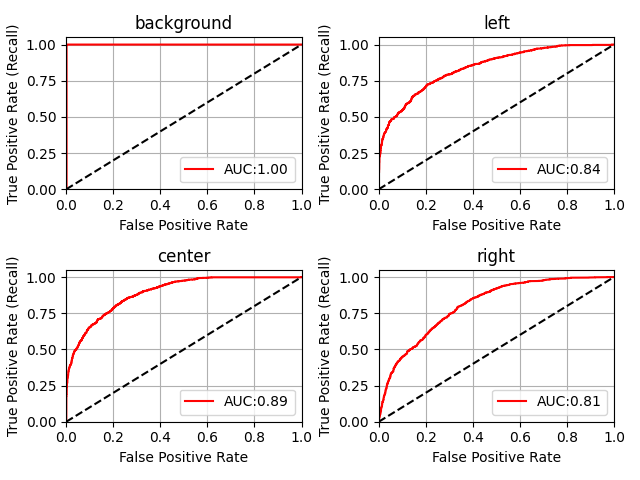 background
True Positive Rate (Recall)
1.00
0.75
0.50
0.25
0.00
AUC:1.00
0.0 0.2 0.4 0.6 0.8 1.0
False Positive Rate
left
True Positive Rate (Recall)
1.00
0.75
0.50
0.25
0.00
AUC:0.84
0.0 0.2 0.4 0.6 0.8 1.0
False Positive Rate
center
True Positive Rate (Recall)
1.00
0.75
0.50
0.25
0.00
AUC:0.89
0.0 0.2 0.4 0.6 0.8 1.0
False Positive Rate
right
True Positive Rate (Recall)
1.00
0.75
0.50
0.25
0.00
AUC:0.81
0.0 0.2 0.4 0.6 0.8 1.0
False Positive Rate